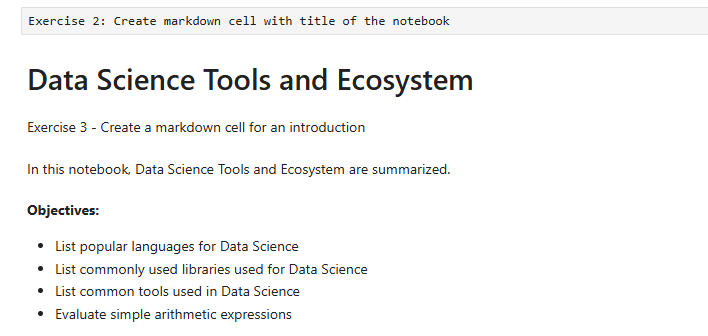 Exercise 2: Create markdown cell with title of the notebook
Data Science Tools and Ecosystem
Exercise 3 - Create a markdown cell for an introduction
In this notebook, Data Science Tools and Ecosystem are summarized.
Objectives:
• List popular languages for Data Science
• List commonly used libraries used for Data Science
• List common tools used in Data Science
• Evaluate simple arithmetic expressions